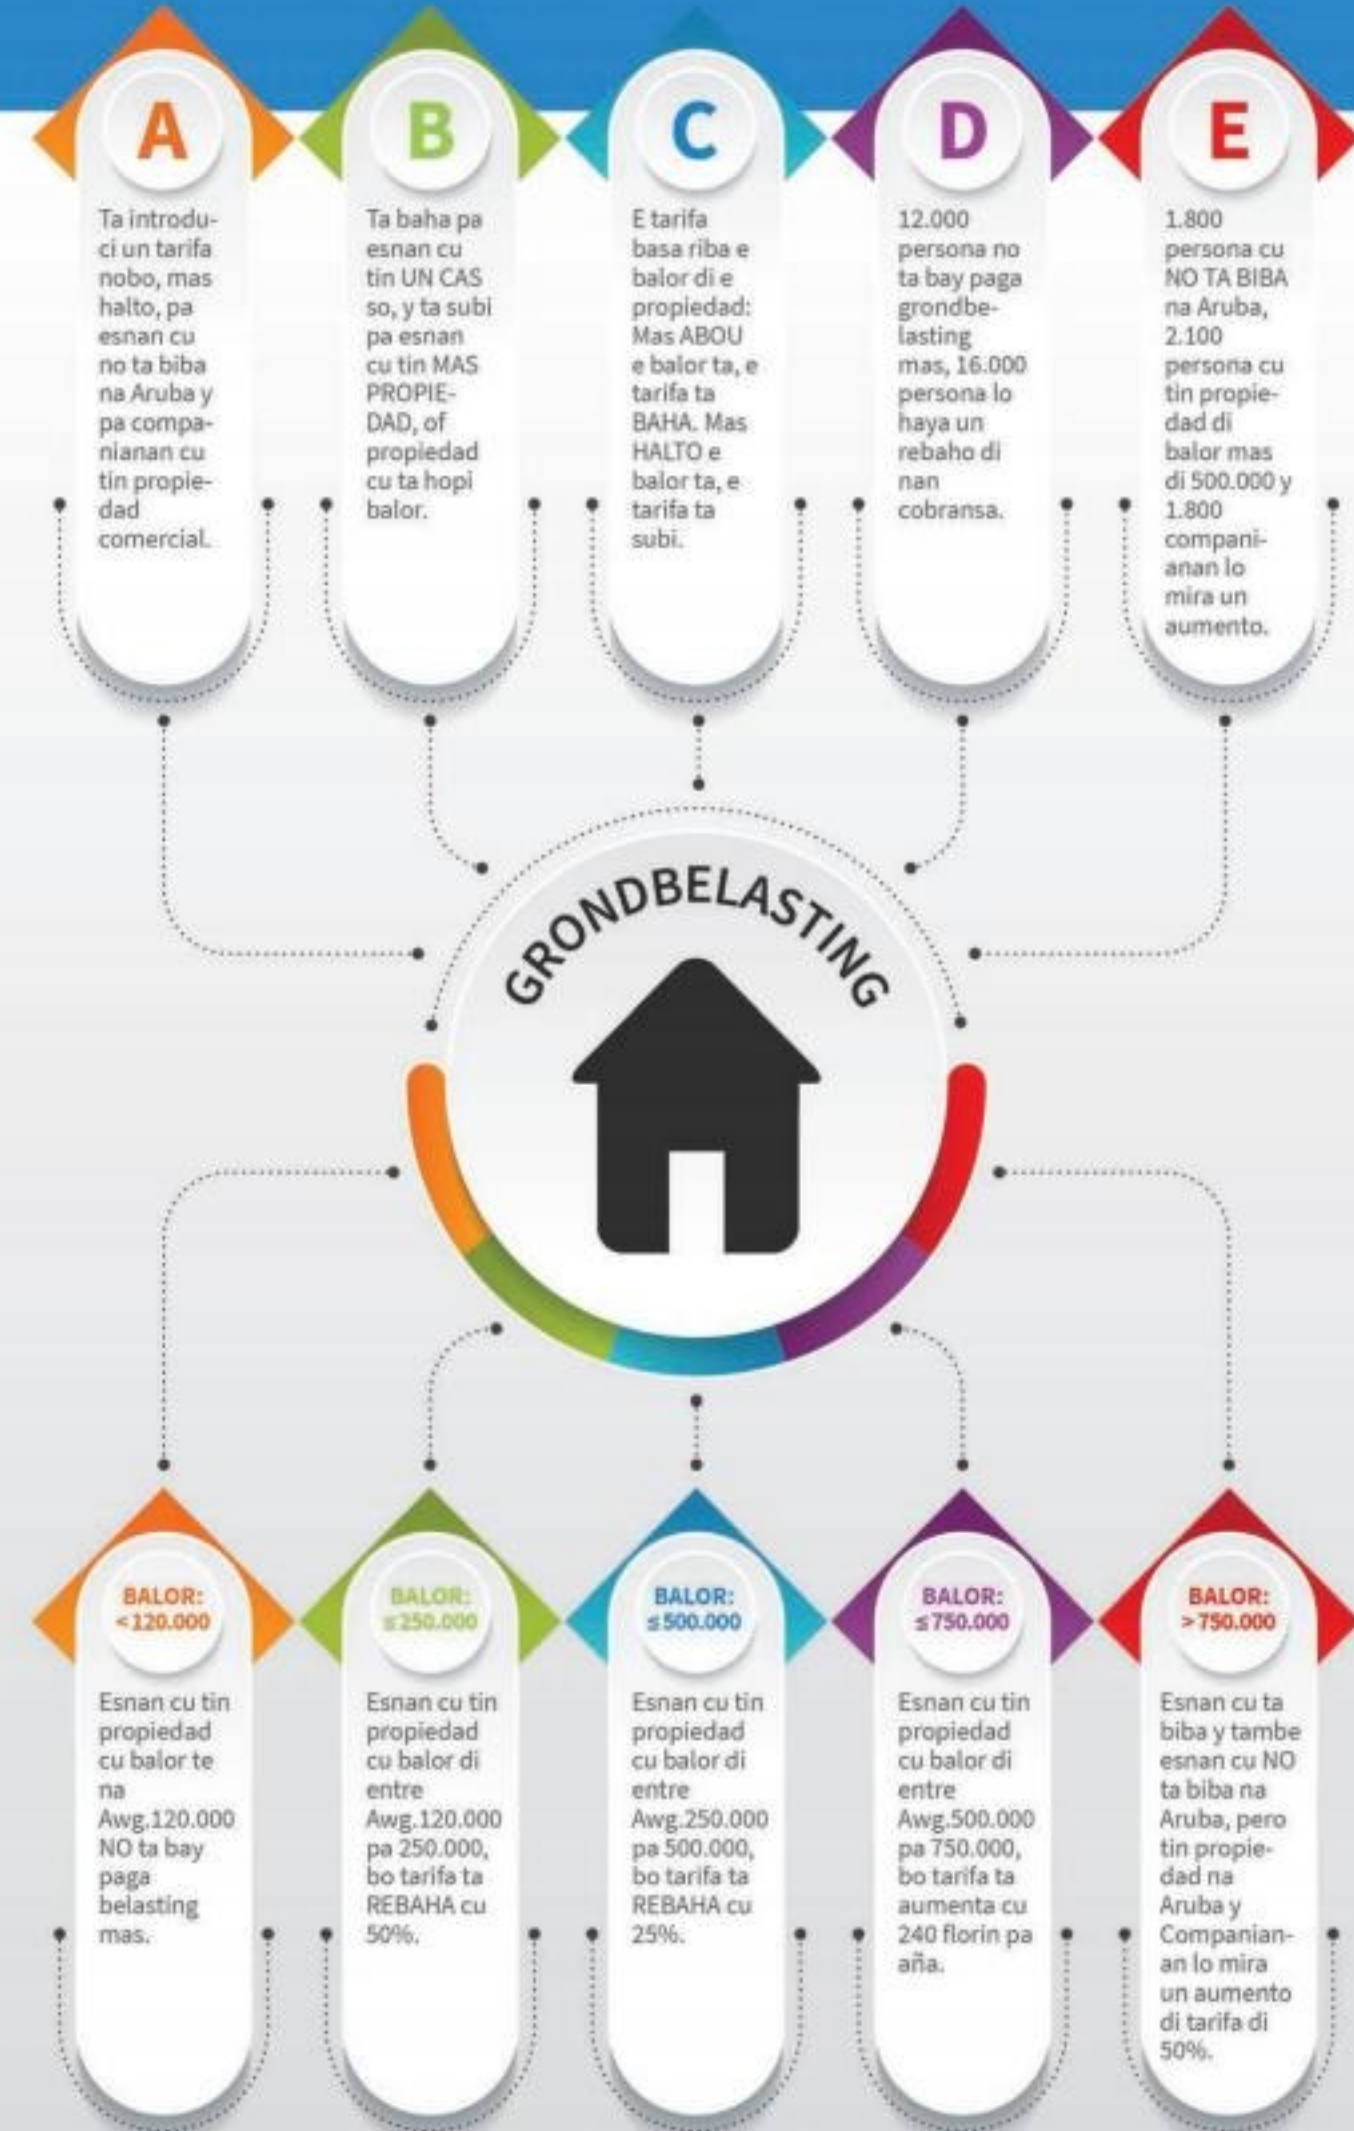 A
Ta introdu-
ci un tarifa
nobo, mas
halto, pa
esnan cu
no ta biba
na Aruba y
pa compa-
nianan cu
tin propie-
dad
comercial.
B
Ta baha pa
esnan cu
tin UN CAS
so, y ta subi
pa esnan
cu tin MAS
PROPIE-
DAD, of
propiedad
cu ta hopi
balor.
C
E tarifa
basa riba e
balor di e
propiedad:
Mas ABOU
e balor ta, e
tarifa ta
BAHA. Mas
HALTO e
balor ta, e
tarifa ta
subi.
D
12.000
persona no
ta bay paga
grondbe-
lasting
mas, 16.000
persona lo
haya un
rebaho di
nan
cobransa.
E
1.800
persona cu
NO TA BIBA
na Aruba,
2.100
persona cu
tin propie-
dad di
balor mas
di 500.000 y
1.800
compani-
anan lo
mira un
aumento.
GRONDBELASTING
BALOR:
<120.000
Esnan cu tin
propiedad
cu balor te
na
Awg.120.000
NO ta bay
paga
belasting
mas.
BALOR:
≤250.000
Esnan cu tin
propiedad
cu balor di
entre
Awg.120.000
pa 250.000,
bo tarifa ta
REBAHA cu
50%.
BALOR:
≤500.000
Esnan cu tin
propiedad
cu balor di
entre
Awg.250.000
pa 500.000,
bo tarifa ta
REBAHA cu
25%.
BALOR:
≤750.000
Esnan cu tin
propiedad
cu balor di
entre
Awg.500.000
pa 750.000,
bo tarifa ta
aumenta cu
240 florin pa
aña.
BALOR:
>750.000
Esnan cu ta
biba y tambe
esnan cu NO
ta biba na
Aruba, pero
tin propie-
dad na
Aruba y
Companian-
an lo mira
un aumento
di tarifa di
50%.